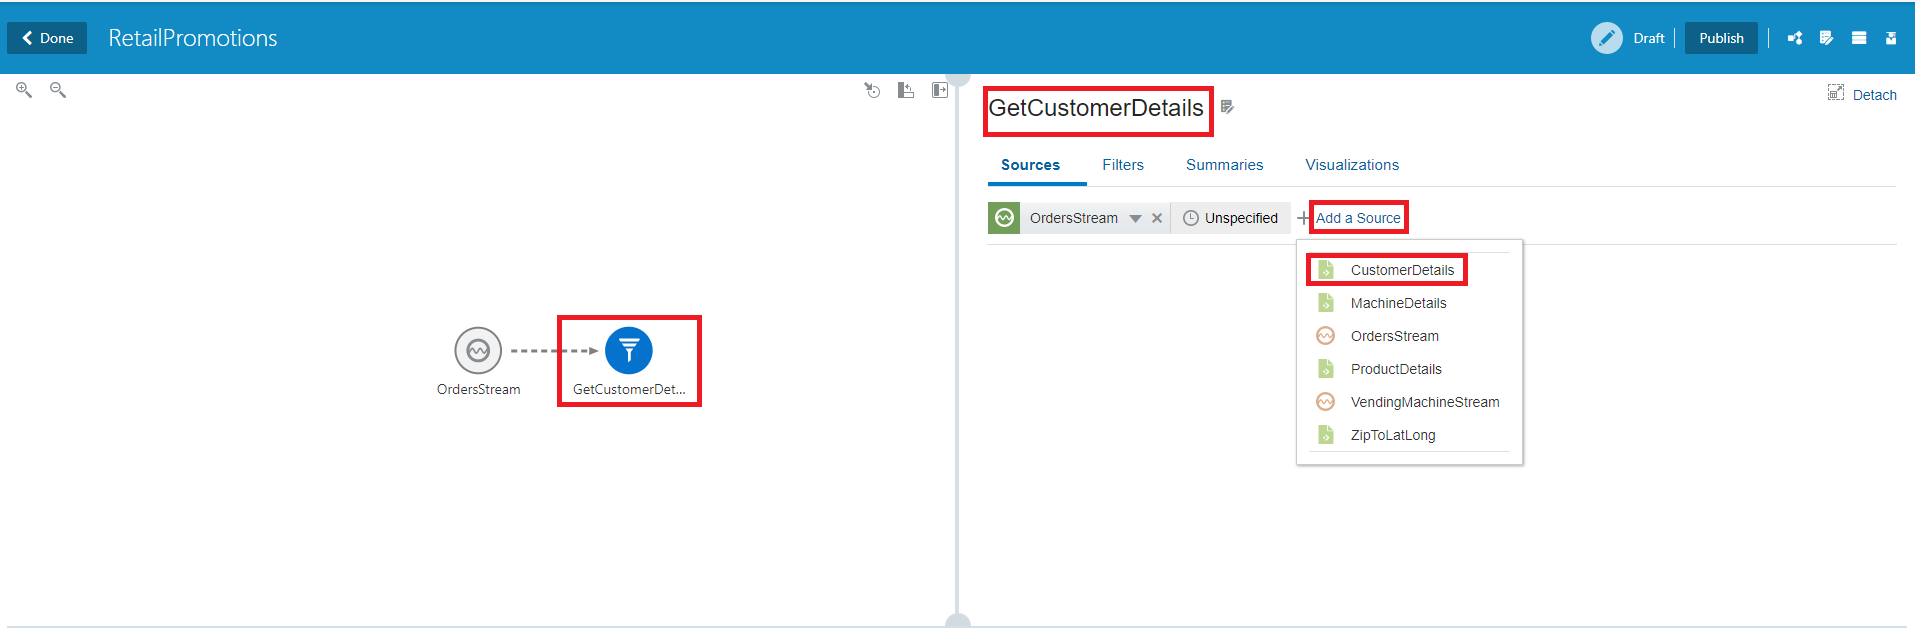 Done
RetailPromotions
Draft
Publish
GetCustomerDetails
Detach
Sources
Filters
Summaries
Visualizations
OrdersStream
Unspecified
Add a Source
CustomerDetails
MachineDetails
OrdersStream
ProductDetails
VendingMachineStream
ZipToLatLong
OrdersStream
GetCustomerDet...